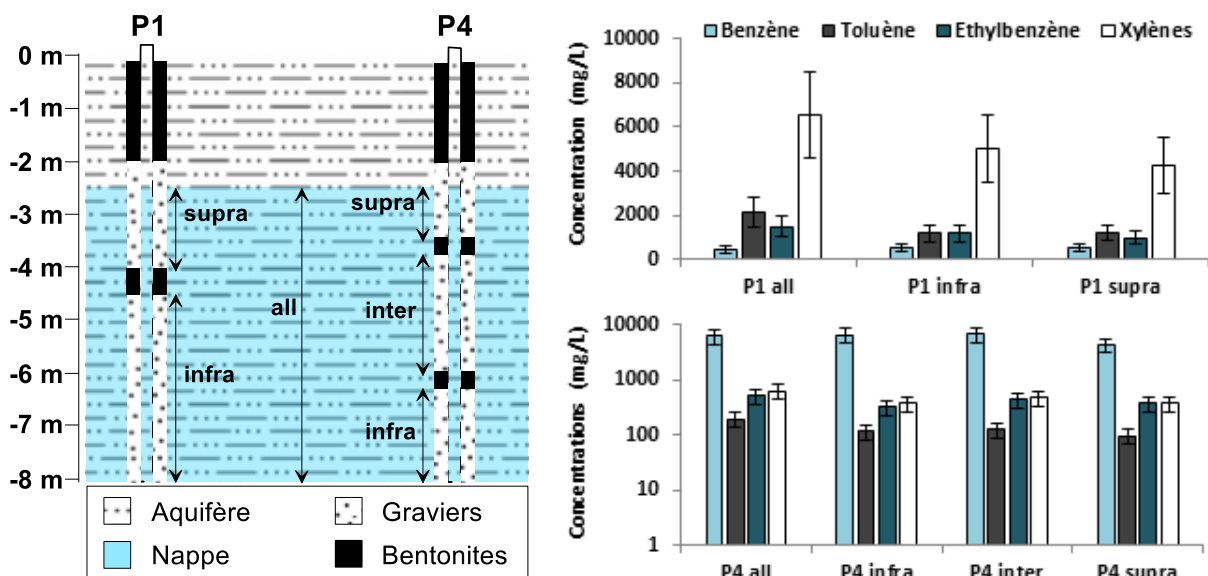 P1
P4
0 m
-1 m
-2 m
-3 m
-4 m
-5 m
-6 m
-7 m
-8 m
supra
infra
all
supra
inter
infra
Aquifère
Graviers
Nappe
Bentonites
Benzène
Toluène
Ethylbenzène
Xylènes
Concentration (mg/L)
10000
8000
6000
4000
2000
0
P1 all
P1 infra
P1 supra
Concentrations (mg/L)
10000
1000
100
10
1
P4 all
P4 infra
P4 inter
P4 supra